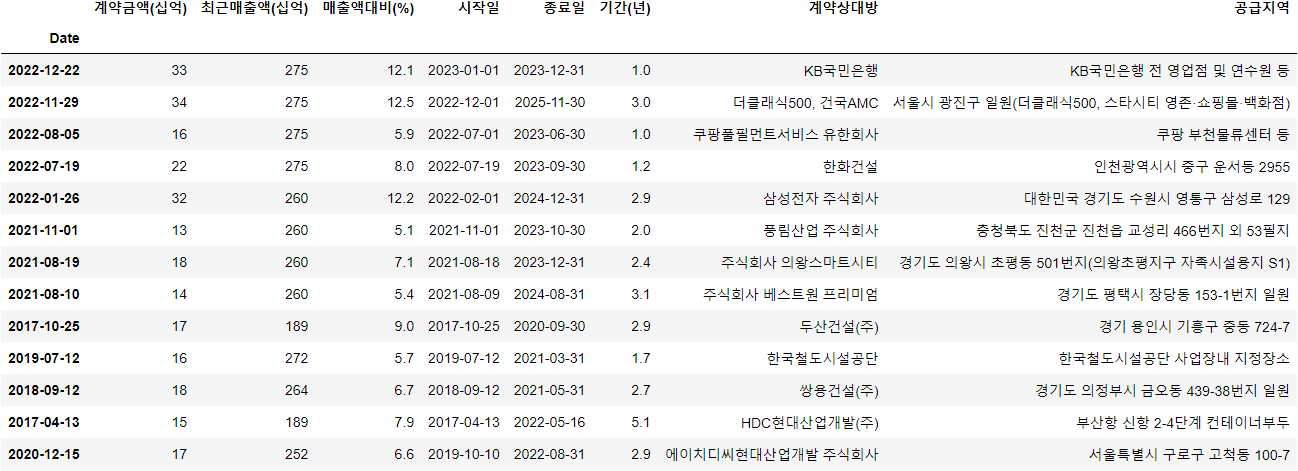 계약금액(십억) 최근매출액(십억) 매출액대비(%) 시작일 종료일 기간(년) 계약상대방 공급지역
Date
2022-12-22 33 275 12.1 2023-01-01 2023-12-31 1.0 KB국민은행 KB국민은행 전 영업점 및 연수원 등
2022-11-29 34 275 12.5 2022-12-01 2025-11-30 3.0 더클래식500, 건국AMC 서울시 광진구 일원(더클래식500, 스타시티 영존·쇼핑몰·백화점)
2022-08-05 16 275 5.9 2022-07-01 2023-06-30 1.0 쿠팡풀필먼트서비스 유한회사 쿠팡 부천물류센터 등
2022-07-19 22 275 8.0 2022-07-19 2023-09-30 1.2 한화건설 인천광역시시 중구 운서동 2955
2022-01-26 32 260 12.2 2022-02-01 2024-12-31 2.9 삼성전자 주식회사 대한민국 경기도 수원시 영통구 삼성로 129
2021-11-01 13 260 5.1 2021-11-01 2023-10-30 2.0 풍림산업 주식회사 충청북도 진천군 진천읍 교성리 466번지 외 53필지
2021-08-19 18 260 7.1 2021-08-18 2023-12-31 2.4 주식회사 의왕스마트시티 경기도 의왕시 초평동 501번지(의왕초평지구 자족시설용지 S1)
2021-08-10 14 260 5.4 2021-08-09 2024-08-31 3.1 주식회사 베스트원 프리미엄 경기도 평택시 장당동 153-1번지 일원
2017-10-25 17 189 9.0 2017-10-25 2020-09-30 2.9 두산건설(주) 경기 용인시 기흥구 중동 724-7
2019-07-12 16 272 5.7 2019-07-12 2021-03-31 1.7 한국철도시설공단 한국철도시설공단 사업장내 지정장소
2018-09-12 18 264 6.7 2018-09-12 2021-05-31 2.7 쌍용건설(주) 경기도 의정부시 금오동 439-38번지 일원
2017-04-13 15 189 7.9 2017-04-13 2022-05-16 5.1 HDC현대산업개발(주) 부산항 신항 2-4단계 컨테이너부두
2020-12-15 17 252 6.6 2019-10-10 2022-08-31 2.9 에이치디씨현대산업개발 주식회사 서울특별시 구로구 고척동 100-7